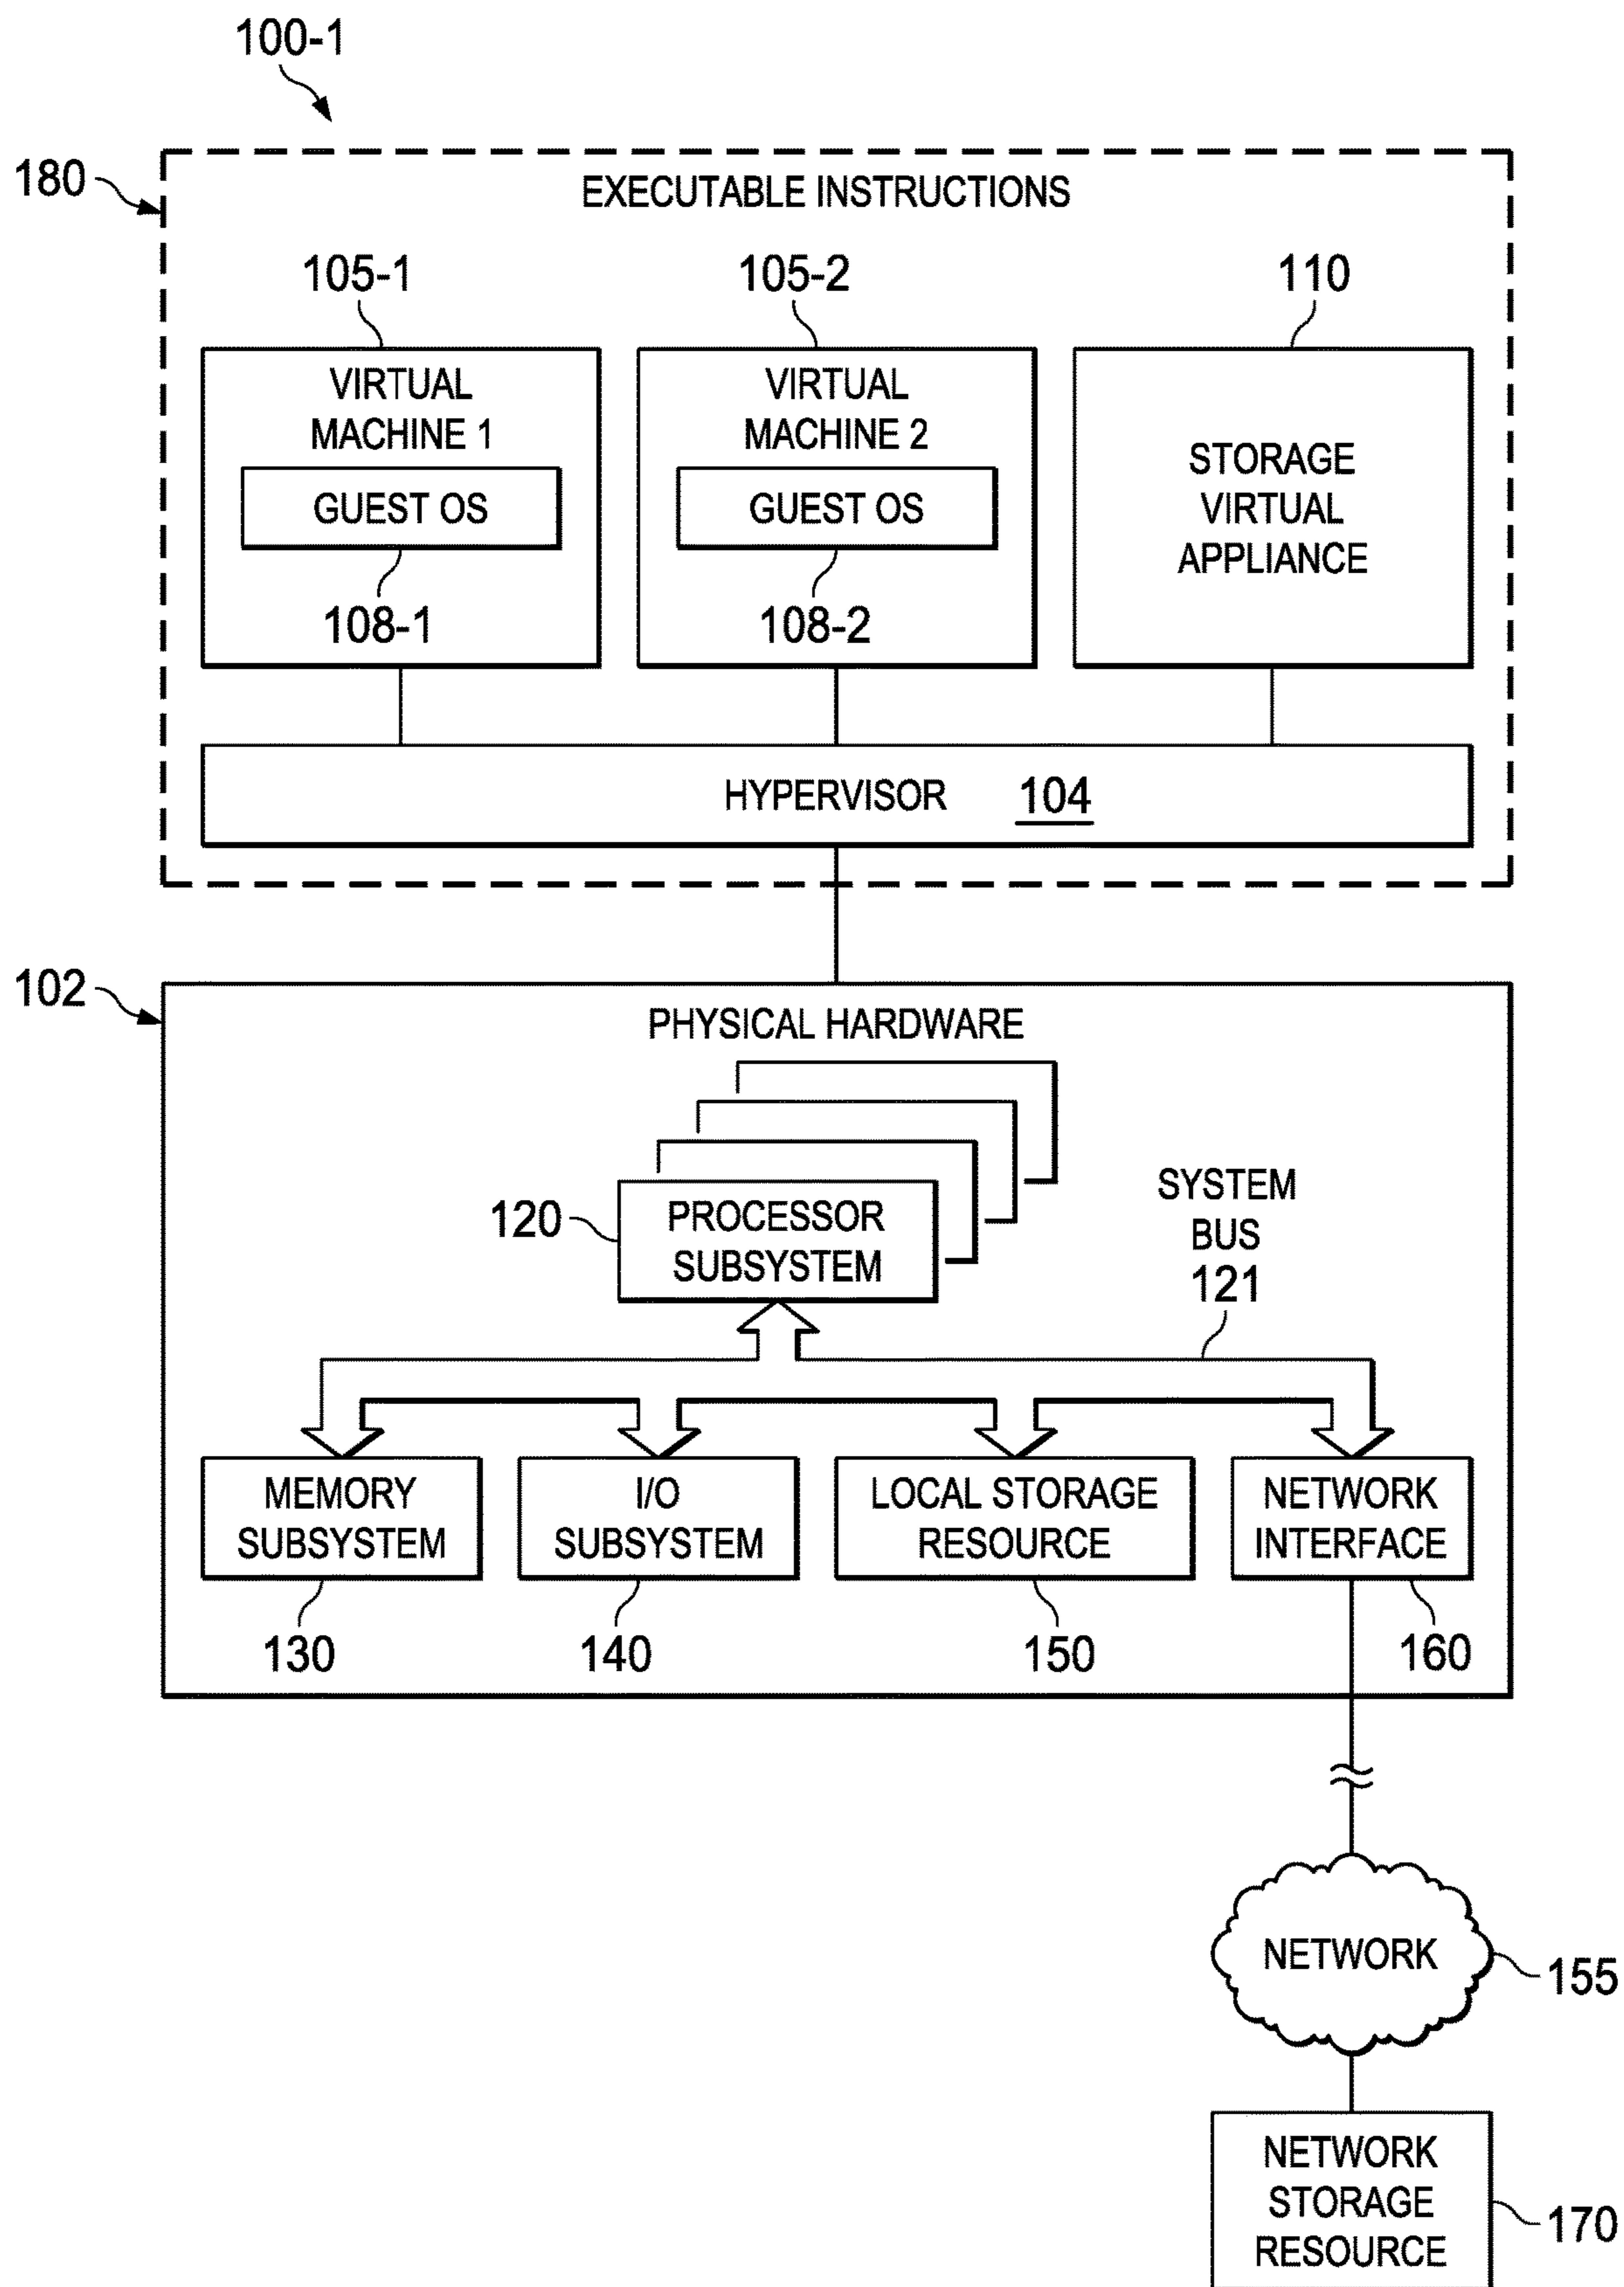 100-1
180
EXECUTABLE INSTRUCTIONS
105-1
105-2
110
VIRTUAL
MACHINE 1
GUEST OS
108-1
VIRTUAL
MACHINE 2
GUEST OS
108-2
STORAGE
VIRTUAL
APPLIANCE
HYPERVISOR 104
102
PHYSICAL HARDWARE
120
PROCESSOR
SUBSYSTEM
SYSTEM
BUS
121
MEMORY
SUBSYSTEM
130
I/O
SUBSYSTEM
140
LOCAL STORAGE
RESOURCE
150
NETWORK
INTERFACE
160
NETWORK
155
NETWORK
STORAGE
RESOURCE
170